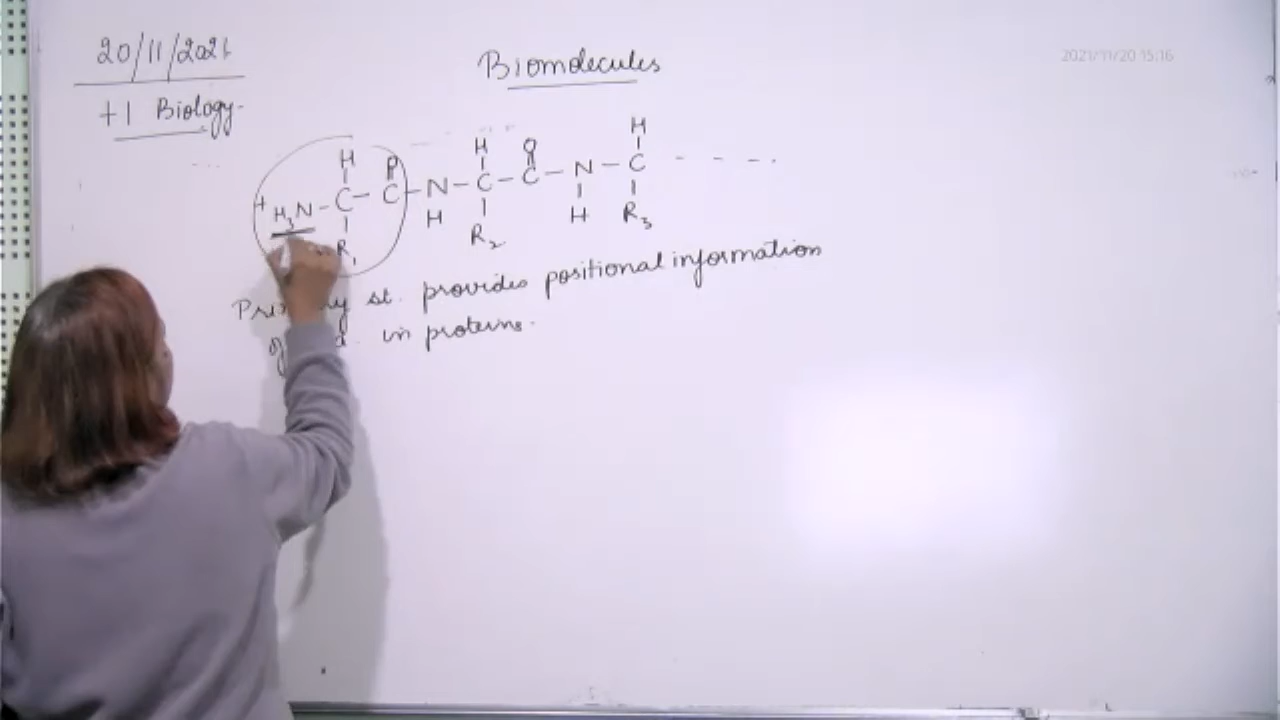 20/11/2021
+1 Biology
Biomolecules
2021/11/20 15:16
H H O H
+ H3N - C - C - N - C - C - N - C - - - -
R1 H R2 H R3
st. provides positional information
in proteins.